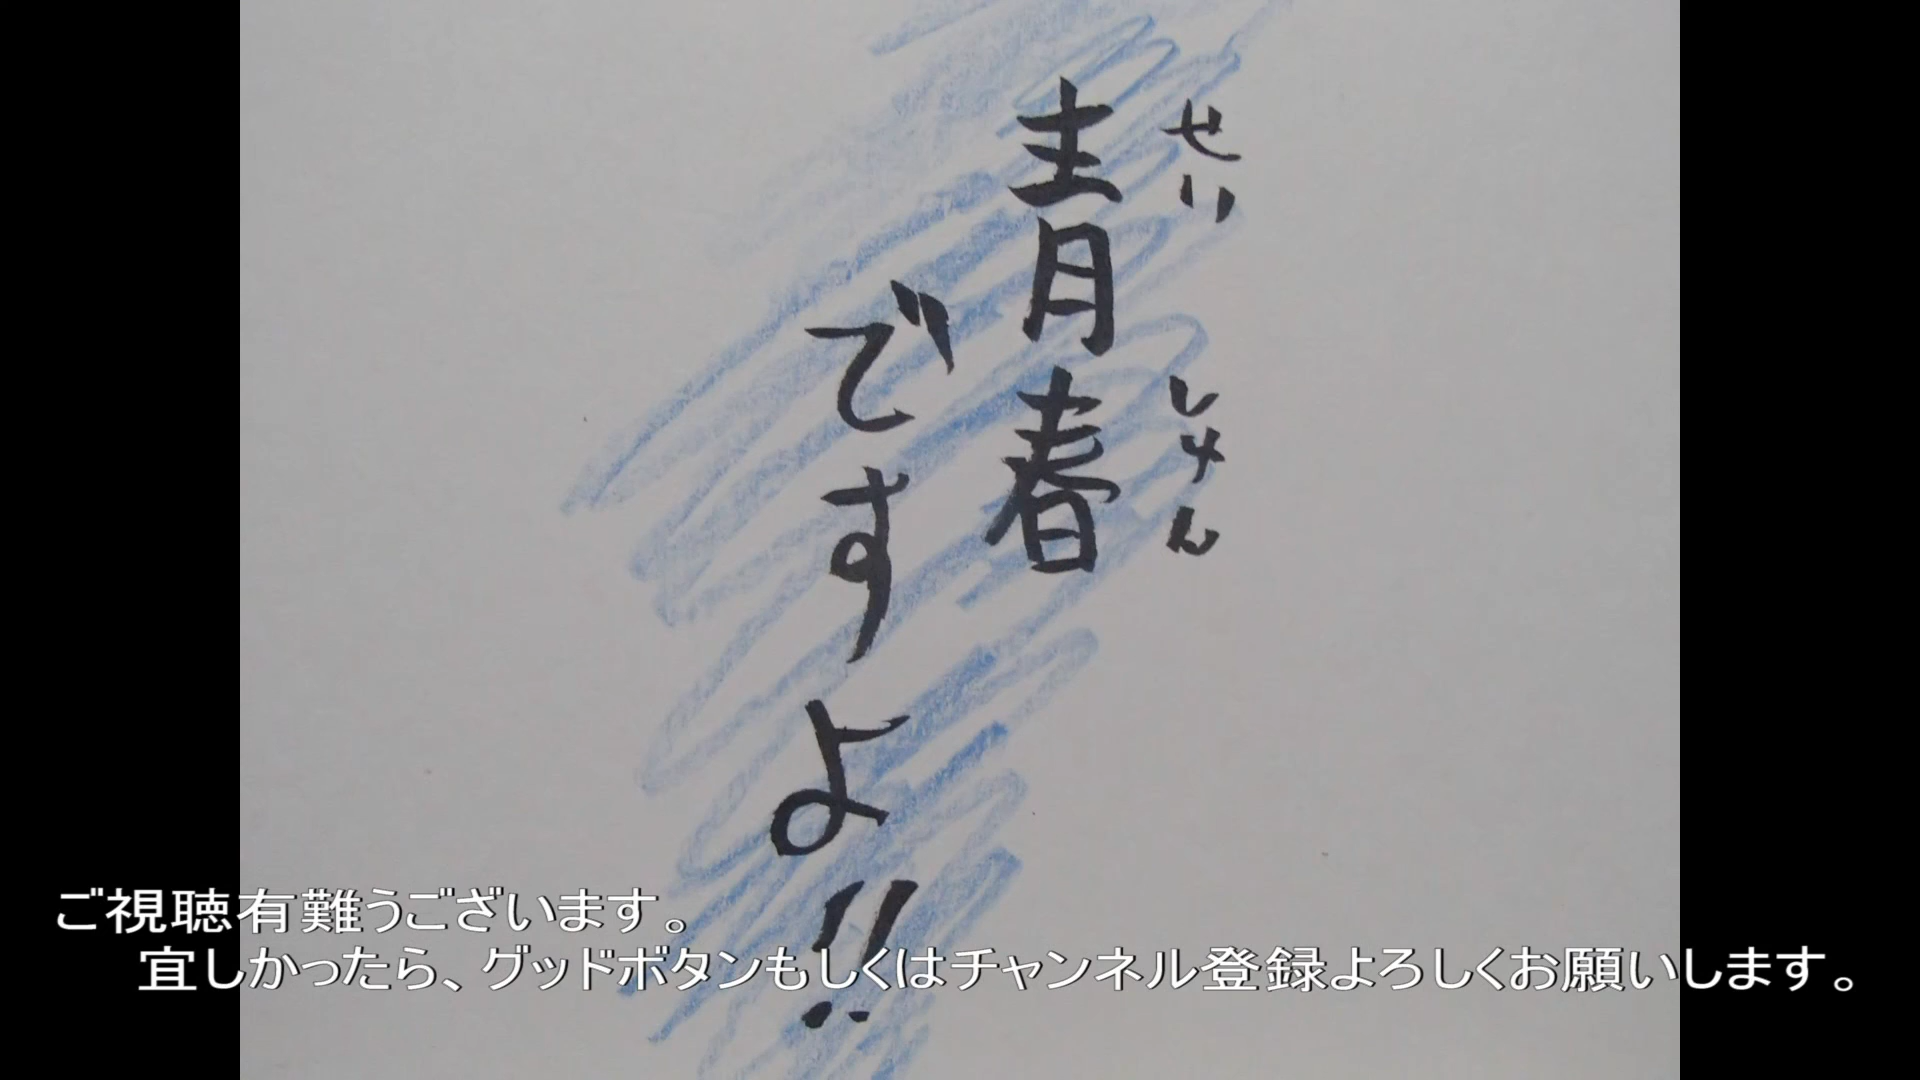 青春
せいしゅん
ですよ!!
ご視聴有難うございます。
宜しかったら、グッドボタンもしくはチャンネル登録よろしくお願いします。